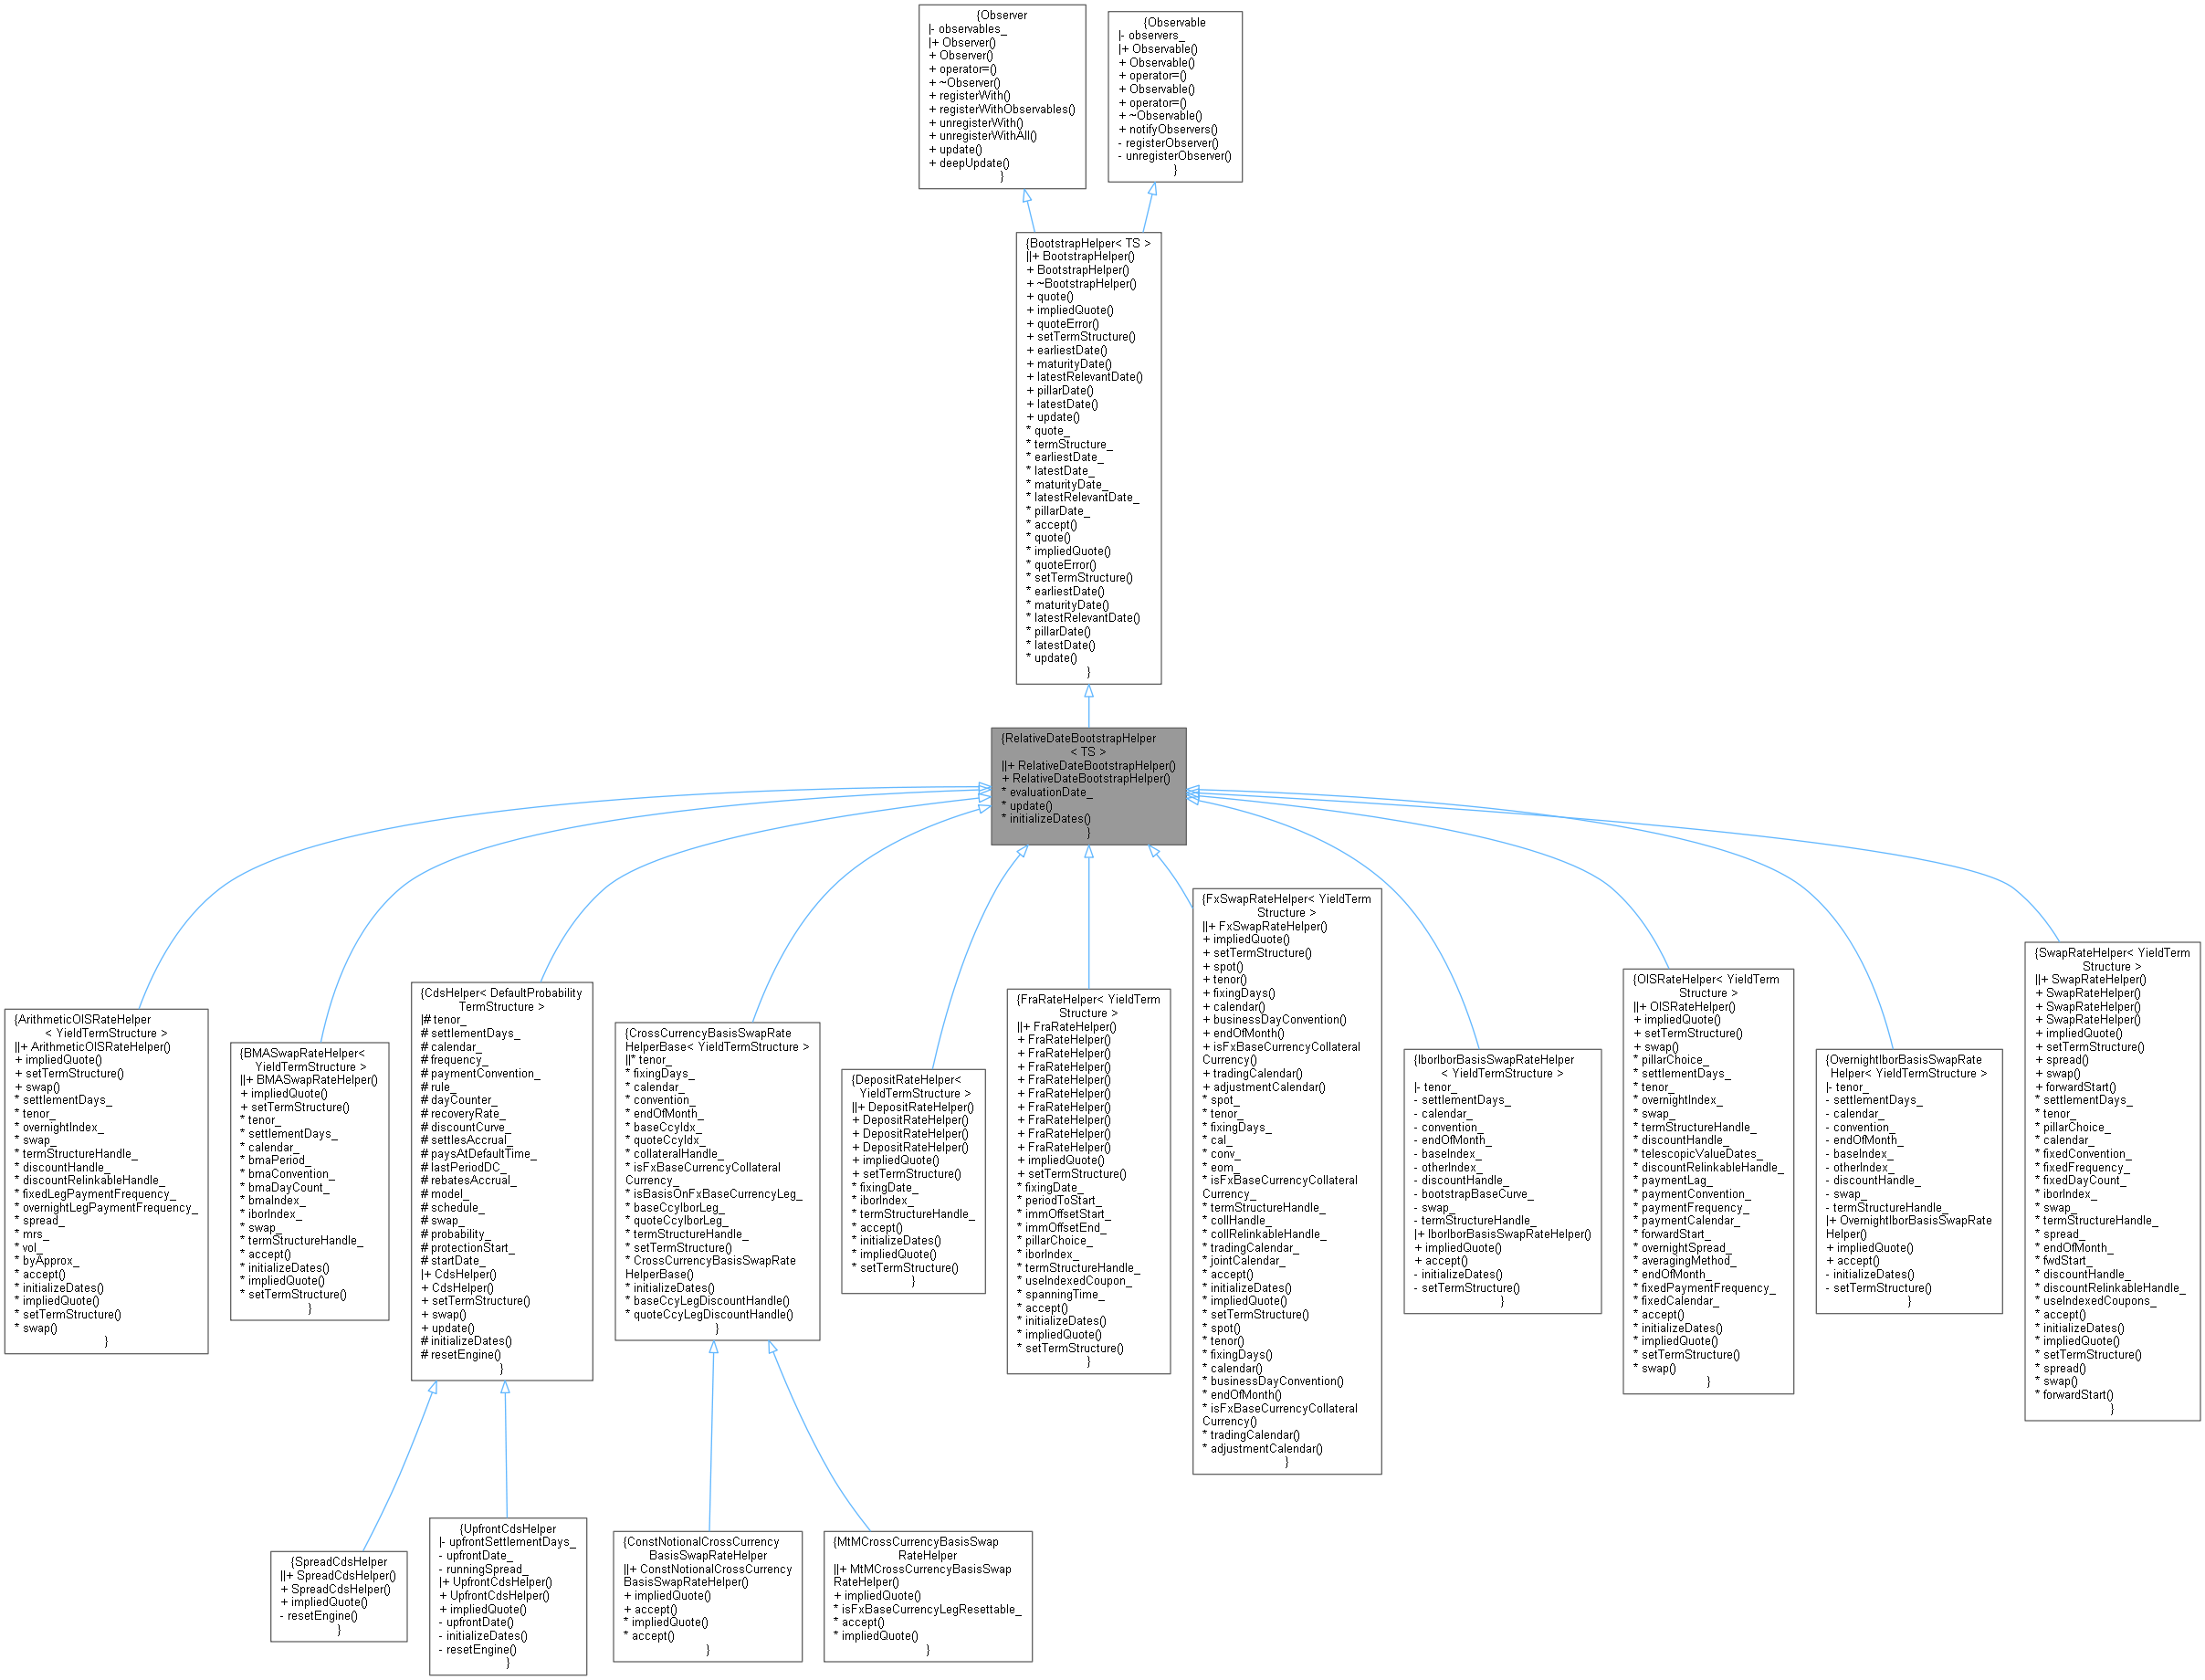 {Observer
|- observables_
|+ Observer()
+ Observer()
+ operator=()
+ ~Observer()
+ registerWith()
+ registerWithObservables()
+ unregisterWith()
+ unregisterWithAll()
+ update()
+ deepUpdate()
}
{Observable
|- observers_
|+ Observable()
+ Observable()
+ operator=()
+ Observable()
+ operator=()
+ ~Observable()
+ notifyObservers()
- registerObserver()
- unregisterObserver()
}
{BootstrapHelper< TS >
||+ BootstrapHelper()
+ BootstrapHelper()
+ ~BootstrapHelper()
+ quote()
+ impliedQuote()
+ quoteError()
+ setTermStructure()
+ earliestDate()
+ maturityDate()
+ latestRelevantDate()
+ pillarDate()
+ latestDate()
+ update()
* quote_
* termStructure_
* earliestDate_
* latestDate_
* maturityDate_
* latestRelevantDate_
* pillarDate_
* accept()
* quote()
* impliedQuote()
* quoteError()
* setTermStructure()
* earliestDate()
* maturityDate()
* latestRelevantDate()
* pillarDate()
* latestDate()
* update()
}
{RelativeDateBootstrapHelper
< TS >
||+ RelativeDateBootstrapHelper()
+ RelativeDateBootstrapHelper()
* evaluationDate_
* update()
* initializeDates()
}
{ArithmeticOISRateHelper
< YieldTermStructure >
||+ ArithmeticOISRateHelper()
+ impliedQuote()
+ setTermStructure()
+ swap()
* settlementDays_
* tenor_
* overnightIndex_
* swap_
* termStructureHandle_
* discountHandle_
* discountRelinkableHandle_
* fixedLegPaymentFrequency_
* overnightLegPaymentFrequency_
* spread_
* mrs_
* vol_
* byApprox_
* accept()
* initializeDates()
* impliedQuote()
* setTermStructure()
* swap()
}
{BMASwapRateHelper<
YieldTermStructure >
||+ BMASwapRateHelper()
+ impliedQuote()
+ setTermStructure()
* tenor_
* settlementDays_
* calendar_
* bmaPeriod_
* bmaConvention_
* bmaDayCount_
* bmaIndex_
* iborIndex_
* swap_
* termStructureHandle_
* accept()
* initializeDates()
* impliedQuote()
* setTermStructure()
}
{CdsHelper< DefaultProbability
TermStructure >
|# tenor_
# settlementDays_
# calendar_
# frequency_
# paymentConvention_
# rule_
# dayCounter_
# recoveryRate_
# discountCurve_
# settlesAccrual_
# paysAtDefaultTime_
# lastPeriodDC_
# rebatesAccrual_
# model_
# schedule_
# swap_
# probability_
# protectionStart_
# startDate_
|+ CdsHelper()
+ CdsHelper()
+ setTermStructure()
+ swap()
+ update()
# initializeDates()
# resetEngine()
}
{CrossCurrencyBasisSwapRate
HelperBase< YieldTermStructure >
||* tenor_
* fixingDays_
* calendar_
* convention_
* endOfMonth_
* baseCcyIdx_
* quoteCcyIdx_
* collateralHandle_
* isFxBaseCurrencyCollateral
Currency_
* isBasisOnFxBaseCurrencyLeg_
* baseCcyIborLeg_
* quoteCcyIborLeg_
* termStructureHandle_
* setTermStructure()
* CrossCurrencyBasisSwapRate
HelperBase()
* initializeDates()
* baseCcyLegDiscountHandle()
* quoteCcyLegDiscountHandle()
}
{DepositRateHelper<
YieldTermStructure >
||+ DepositRateHelper()
+ DepositRateHelper()
+ DepositRateHelper()
+ DepositRateHelper()
+ impliedQuote()
+ setTermStructure()
* fixingDate_
* iborIndex_
* termStructureHandle_
* accept()
* initializeDates()
* impliedQuote()
* setTermStructure()
}
{FraRateHelper< YieldTerm
Structure >
||+ FraRateHelper()
+ FraRateHelper()
+ FraRateHelper()
+ FraRateHelper()
+ FraRateHelper()
+ FraRateHelper()
+ FraRateHelper()
+ FraRateHelper()
+ FraRateHelper()
+ FraRateHelper()
+ impliedQuote()
+ setTermStructure()
* fixingDate_
* periodToStart_
* immOffsetStart_
* immOffsetEnd_
* pillarChoice_
* iborIndex_
* termStructureHandle_
* useIndexedCoupon_
* spanningTime_
* accept()
* initializeDates()
* impliedQuote()
* setTermStructure()
}
{FxSwapRateHelper< YieldTerm
Structure >
||+ FxSwapRateHelper()
+ impliedQuote()
+ setTermStructure()
+ spot()
+ tenor()
+ fixingDays()
+ calendar()
+ businessDayConvention()
+ endOfMonth()
+ isFxBaseCurrencyCollateral
Currency()
+ tradingCalendar()
+ adjustmentCalendar()
* spot_
* tenor_
* fixingDays_
* cal_
* conv_
* eom_
* isFxBaseCurrencyCollateral
Currency_
* termStructureHandle_
* collHandle_
* collRelinkableHandle_
* tradingCalendar_
* jointCalendar_
* accept()
* initializeDates()
* impliedQuote()
* setTermStructure()
* spot()
* tenor()
* fixingDays()
* calendar()
* businessDayConvention()
* endOfMonth()
* isFxBaseCurrencyCollateral
Currency()
* tradingCalendar()
* adjustmentCalendar()
}
{IborIborBasisSwapRateHelper
< YieldTermStructure >
|- tenor_
- settlementDays_
- calendar_
- convention_
- endOfMonth_
- baseIndex_
- otherIndex_
- discountHandle_
- bootstrapBaseCurve_
- swap_
- termStructureHandle_
|+ IborIborBasisSwapRateHelper()
+ impliedQuote()
+ accept()
- initializeDates()
- setTermStructure()
}
{OISRateHelper< YieldTerm
Structure >
||+ OISRateHelper()
+ impliedQuote()
+ setTermStructure()
+ swap()
* pillarChoice_
* settlementDays_
* tenor_
* overnightIndex_
* swap_
* termStructureHandle_
* discountHandle_
* telescopicValueDates_
* discountRelinkableHandle_
* paymentLag_
* paymentConvention_
* paymentFrequency_
* paymentCalendar_
* forwardStart_
* overnightSpread_
* averagingMethod_
* endOfMonth_
* fixedPaymentFrequency_
* fixedCalendar_
* accept()
* initializeDates()
* impliedQuote()
* setTermStructure()
* swap()
}
{OvernightIborBasisSwapRate
Helper< YieldTermStructure >
|- tenor_
- settlementDays_
- calendar_
- convention_
- endOfMonth_
- baseIndex_
- otherIndex_
- discountHandle_
- swap_
- termStructureHandle_
|+ OvernightIborBasisSwapRate
Helper()
+ impliedQuote()
+ accept()
- initializeDates()
- setTermStructure()
}
{SwapRateHelper< YieldTerm
Structure >
||+ SwapRateHelper()
+ SwapRateHelper()
+ SwapRateHelper()
+ SwapRateHelper()
+ impliedQuote()
+ setTermStructure()
+ spread()
+ swap()
+ forwardStart()
* settlementDays_
* tenor_
* pillarChoice_
* calendar_
* fixedConvention_
* fixedFrequency_
* fixedDayCount_
* iborIndex_
* swap_
* termStructureHandle_
* spread_
* endOfMonth_
* fwdStart_
* discountHandle_
* discountRelinkableHandle_
* useIndexedCoupons_
* accept()
* initializeDates()
* impliedQuote()
* setTermStructure()
* spread()
* swap()
* forwardStart()
}
{SpreadCdsHelper
||+ SpreadCdsHelper()
+ SpreadCdsHelper()
+ impliedQuote()
- resetEngine()
}
{UpfrontCdsHelper
|- upfrontSettlementDays_
- upfrontDate_
- runningSpread_
|+ UpfrontCdsHelper()
+ UpfrontCdsHelper()
+ impliedQuote()
- upfrontDate()
- initializeDates()
- resetEngine()
}
{ConstNotionalCrossCurrency
BasisSwapRateHelper
||+ ConstNotionalCrossCurrency
BasisSwapRateHelper()
+ impliedQuote()
+ accept()
* impliedQuote()
* accept()
}
{MtMCrossCurrencyBasisSwap
RateHelper
||+ MtMCrossCurrencyBasisSwap
RateHelper()
+ impliedQuote()
* isFxBaseCurrencyLegResettable_
* accept()
* impliedQuote()
}